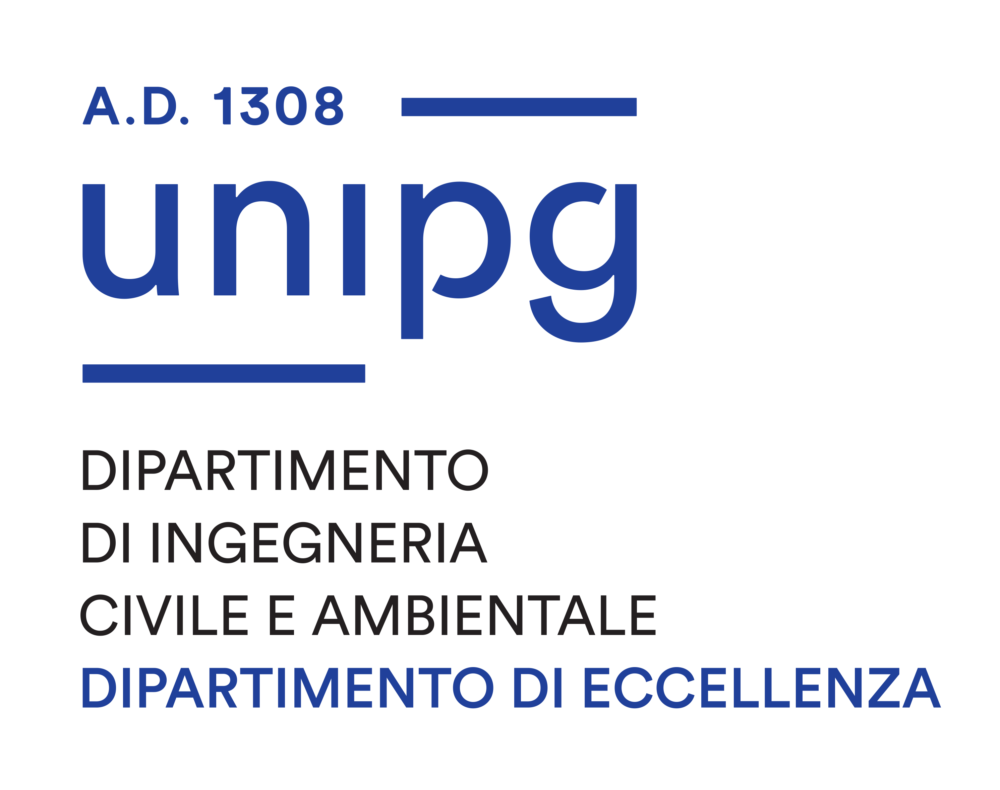 A.D. 1308
unipg
DIPARTIMENTO
DI INGEGNERIA
CIVILE E AMBIENTALE
DIPARTIMENTO DI ECCELLENZA